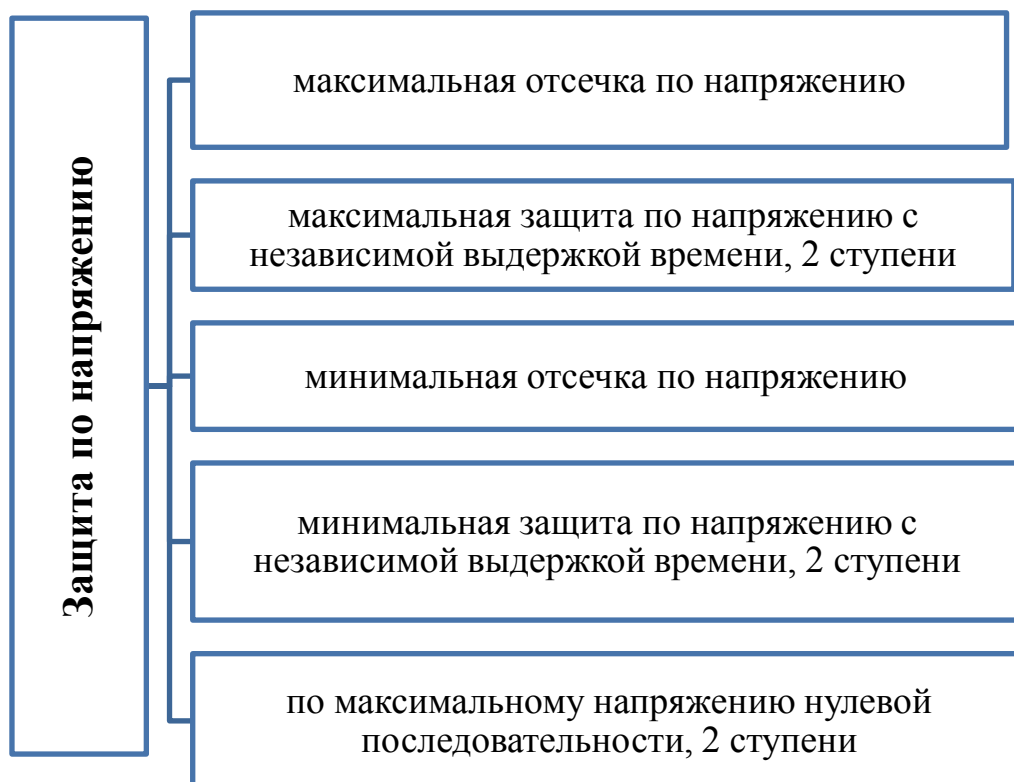 Защита по напряжению
максимальная отсечка по напряжению
максимальная защита по напряжению с
независимой выдержкой времени, 2 ступени
минимальная отсечка по напряжению
минимальная защита по напряжению с
независимой выдержкой времени, 2 ступени
по максимальному напряжению нулевой
последовательности, 2 ступени